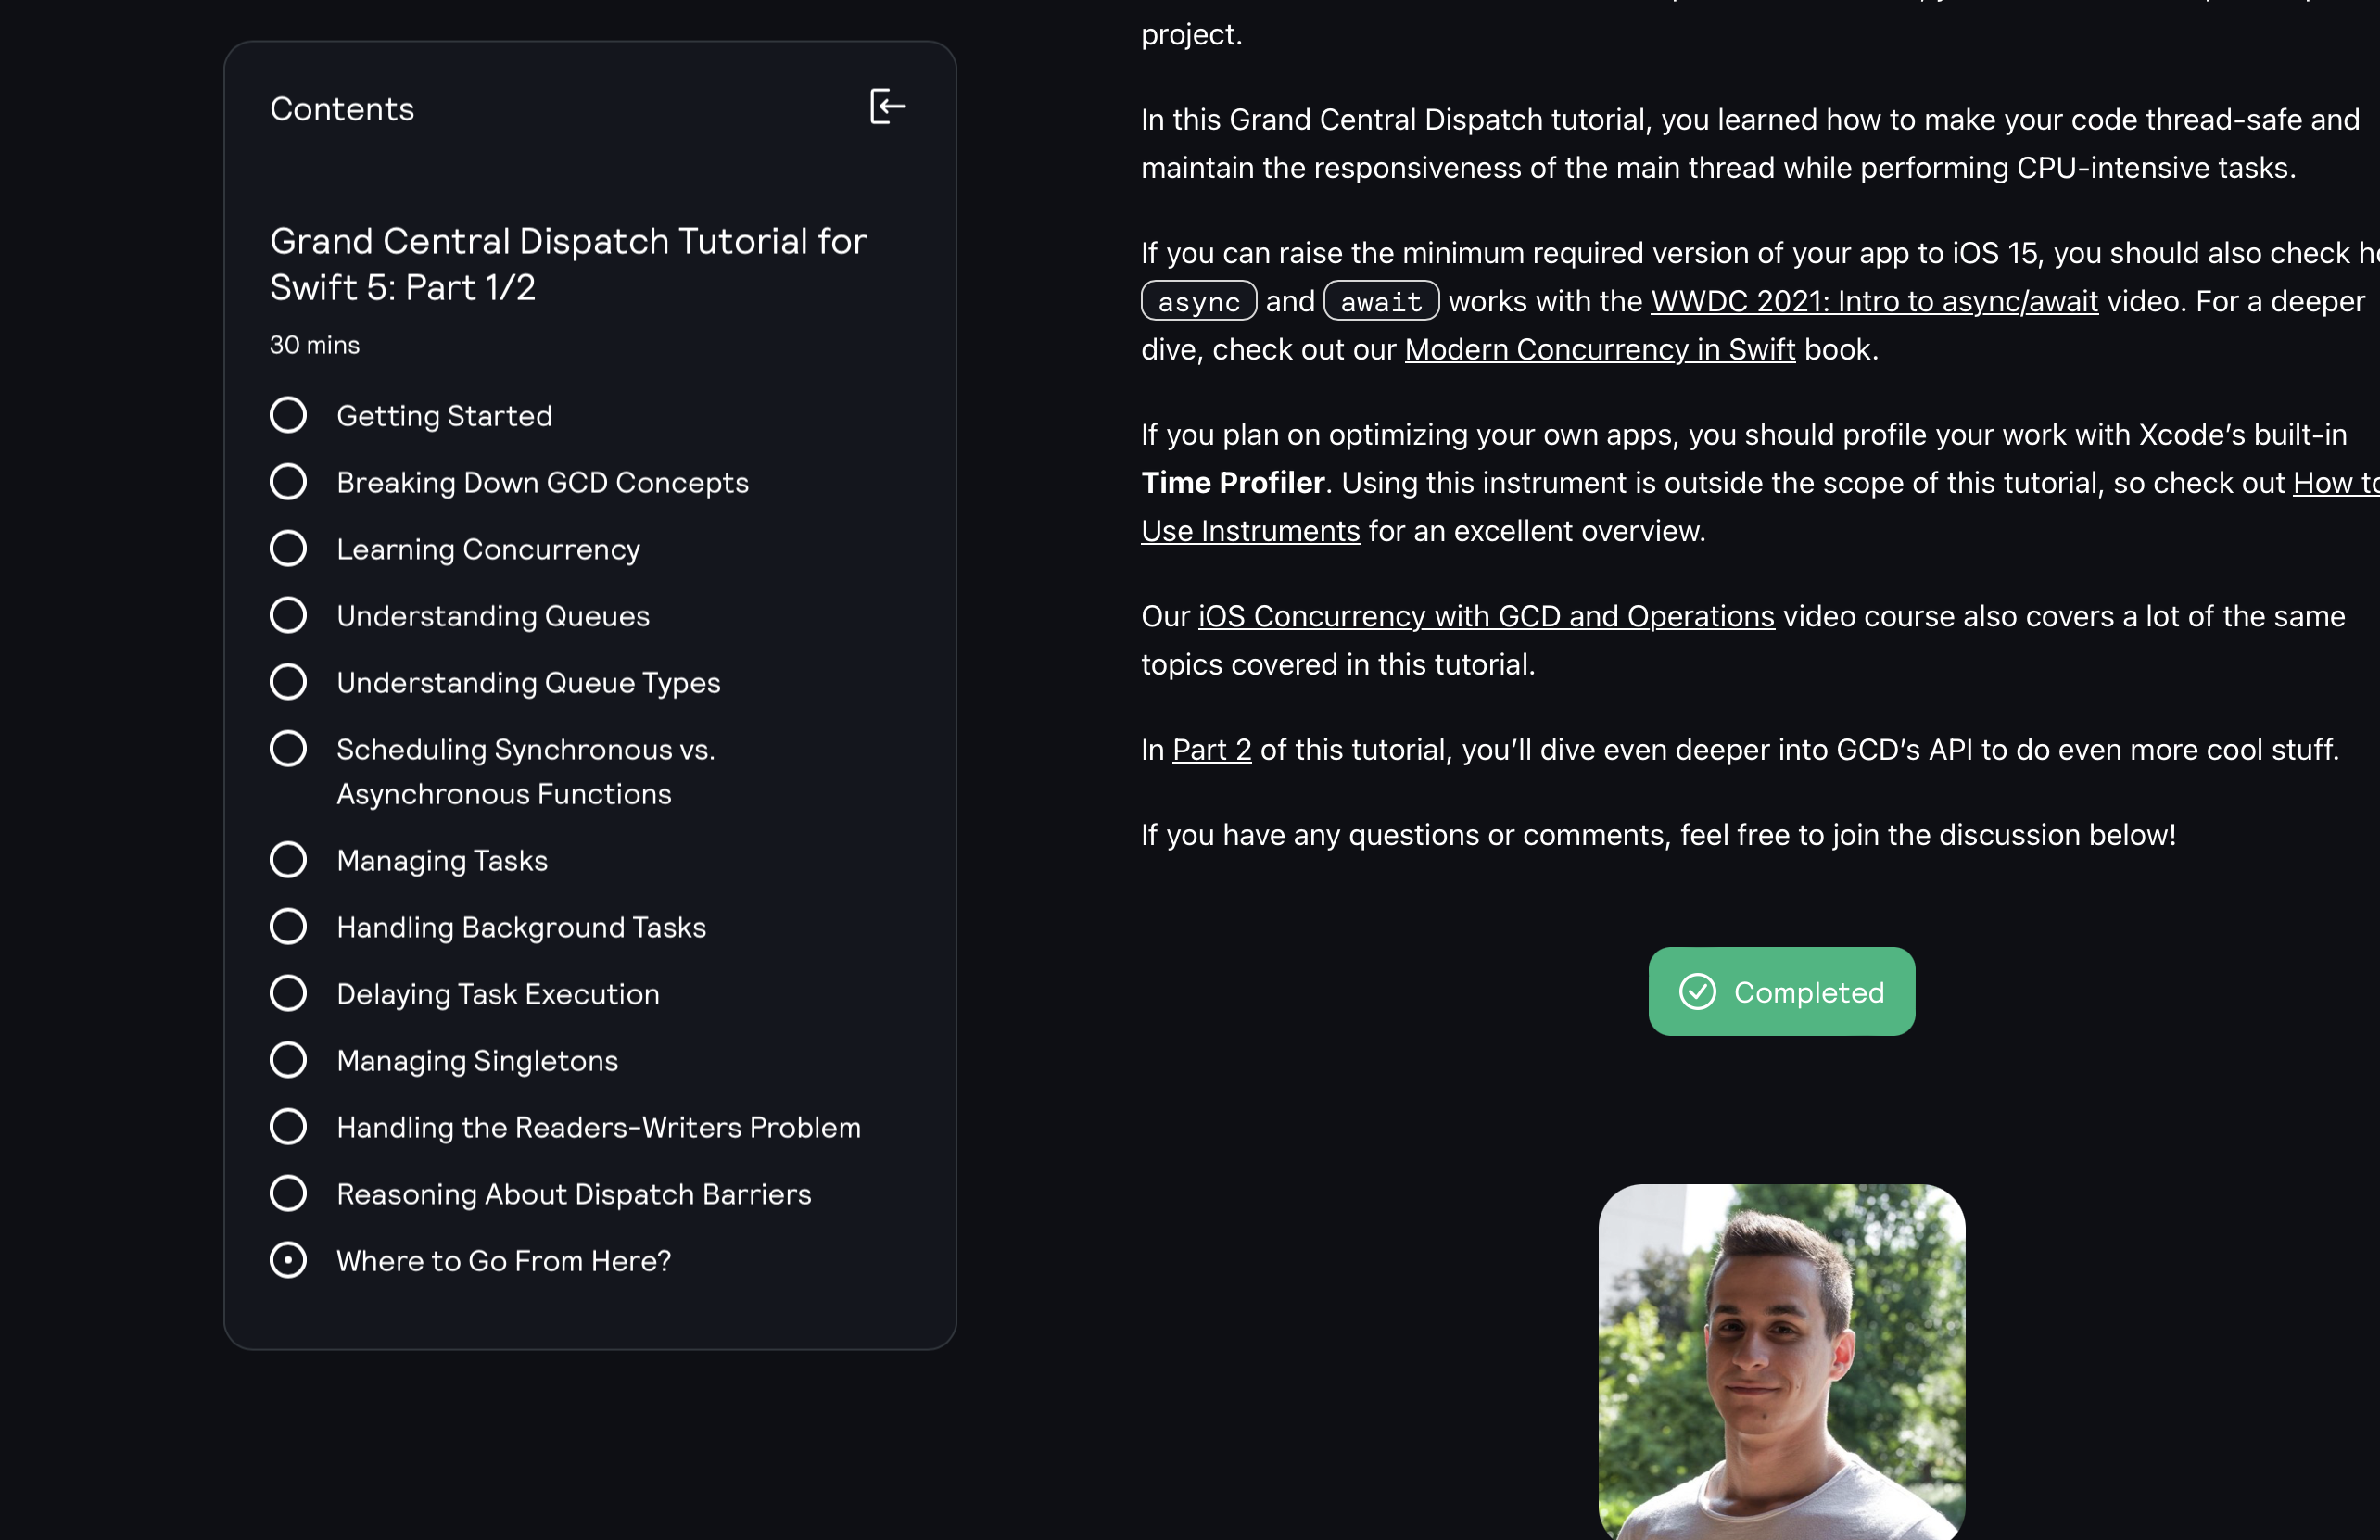 Contents
Grand Central Dispatch Tutorial for
Swift 5: Part 1/2
30 mins
Getting Started
Breaking Down GCD Concepts
Learning Concurrency
Understanding Queues
Understanding Queue Types
Scheduling Synchronous vs.
Asynchronous Functions
Managing Tasks
Handling Background Tasks
Delaying Task Execution
Managing Singletons
Handling the Readers-Writers Problem
Reasoning About Dispatch Barriers
Where to Go From Here?
project.
In this Grand Central Dispatch tutorial, you learned how to make your code thread-safe and
maintain the responsiveness of the main thread while performing CPU-intensive tasks.
If you can raise the minimum required version of your app to iOS 15, you should also check
async and await works with the WWDC 2021: Intro to async/await video. For a deeper
dive, check out our Modern Concurrency in Swift book.
If you plan on optimizing your own apps, you should profile your work with Xcode’s built-in
Time Profiler. Using this instrument is outside the scope of this tutorial, so check out How
Use Instruments for an excellent overview.
Our iOS Concurrency with GCD and Operations video course also covers a lot of the same
topics covered in this tutorial.
In Part 2 of this tutorial, you’ll dive even deeper into GCD’s API to do even more cool stuff.
If you have any questions or comments, feel free to join the discussion below!
Completed